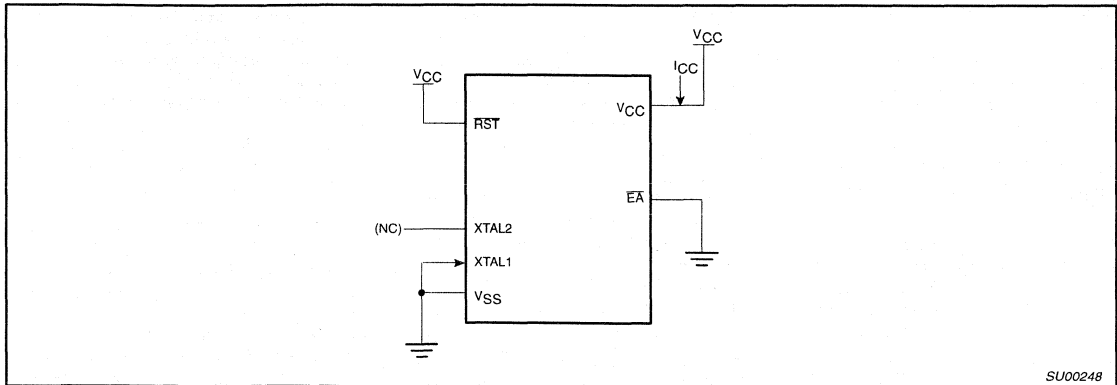 VCC
ICC
VCC
VCC
RST
EA
(NC)
XTAL2
XTAL1
VSS
SU00248